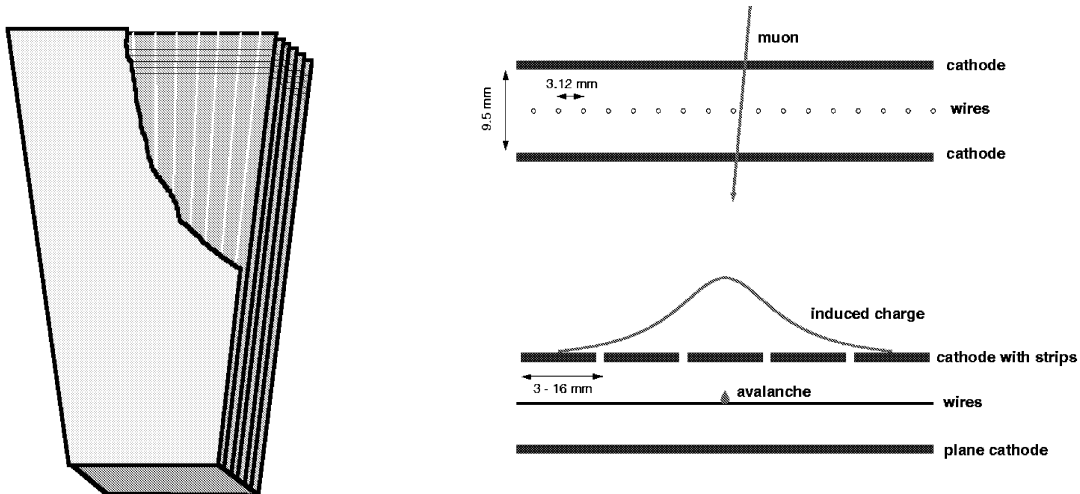 muon
cathode
3.12 mm
9.5 mm
wires
cathode
induced charge
cathode with strips
3 - 16 mm
avalanche
wires
plane cathode